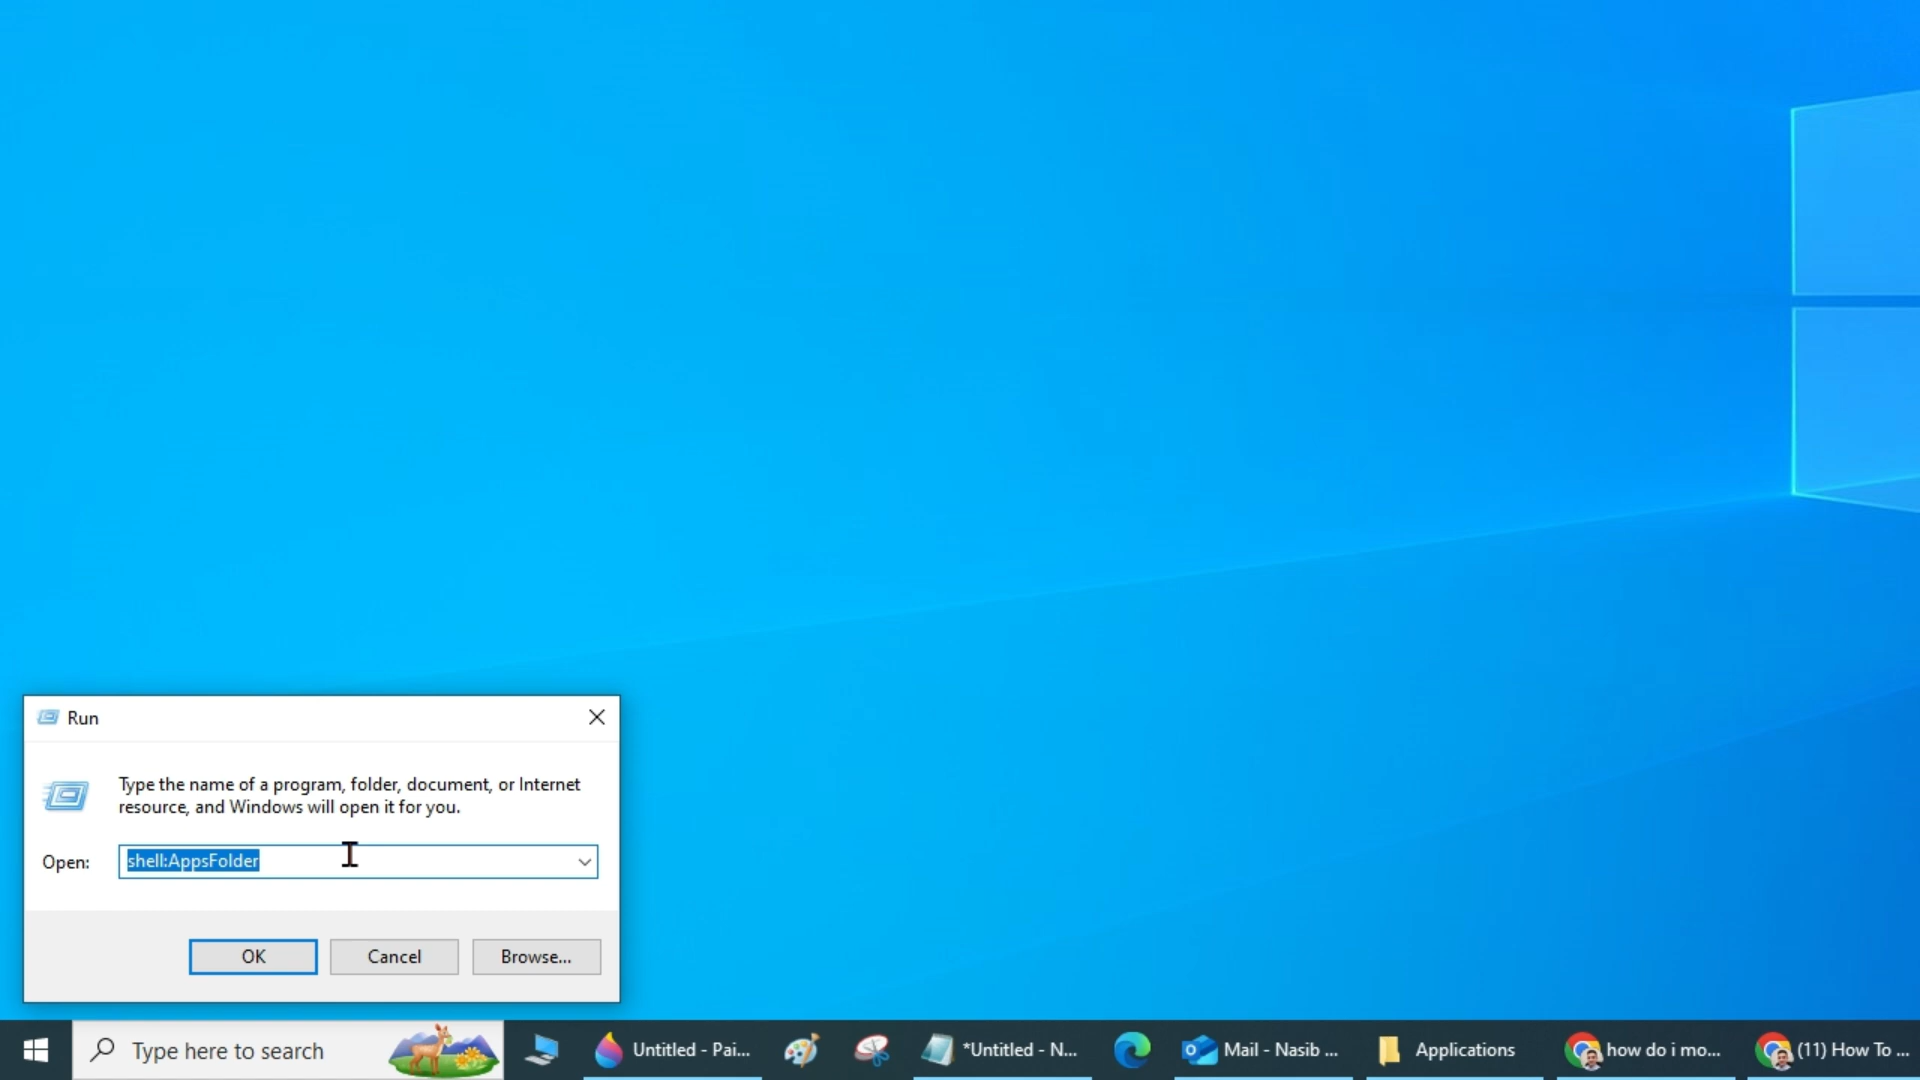 Run
Type the name of a program, folder, document, or Internet
resource, and Windows will open it for you.
Open: shell:AppsFolder
OK Cancel Browse...
Type here to search Untitled - Pai... *Untitled - N... Mail - Nasib ... Applications how do i mo... (11) How To ...